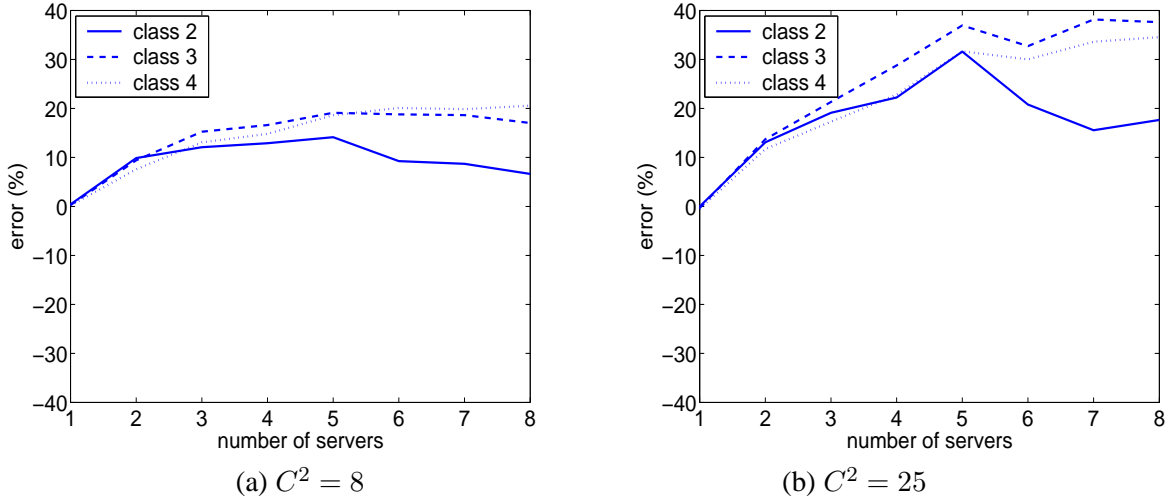 40
30
20
10
0
−10
−20
−30
−40
error (%)
class 2
class 3
class 4
1 2 3 4 5 6 7 8
number of servers
(a) C² = 8
40
30
20
10
0
−10
−20
−30
−40
error (%)
class 2
class 3
class 4
1 2 3 4 5 6 7 8
number of servers
(b) C² = 25